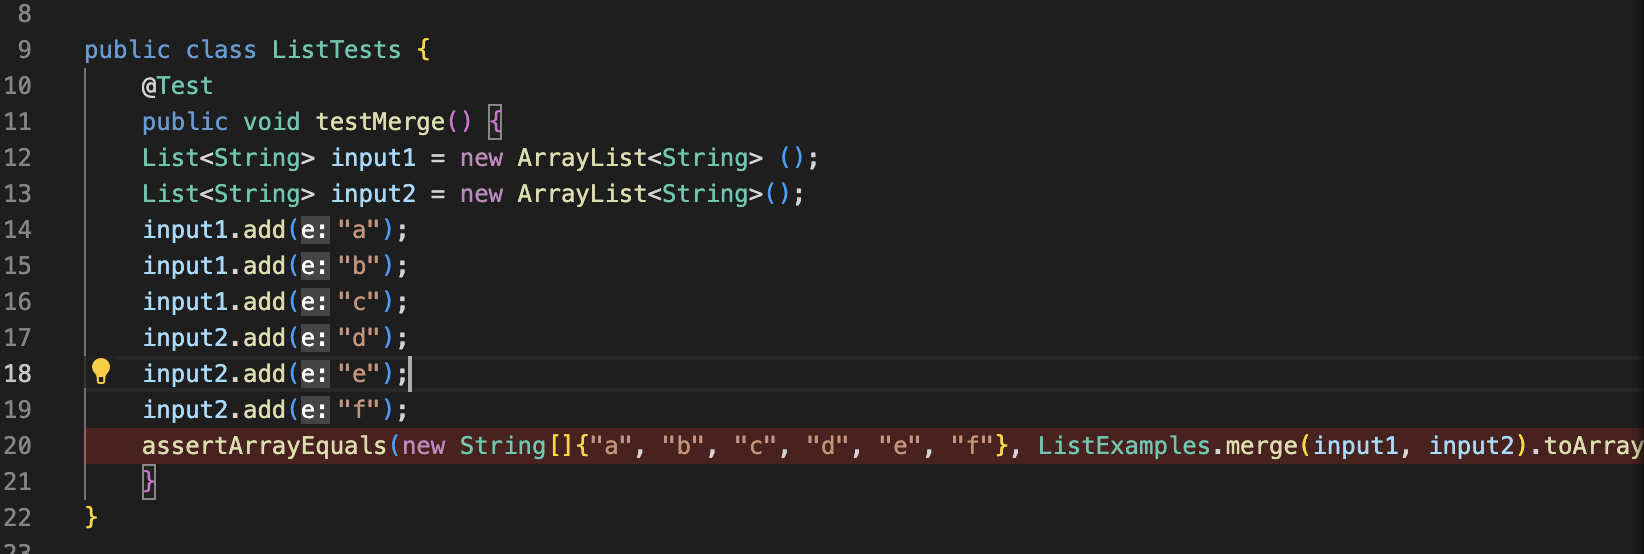 8
9 public class ListTests {
10 @Test
11 public void testMerge() {
12 List<String> input1 = new ArrayList<String> ();
13 List<String> input2 = new ArrayList<String>();
14 input1.add(e: "a");
15 input1.add(e: "b");
16 input1.add(e: "c");
17 input2.add(e: "d");
18 input2.add(e: "e");
19 input2.add(e: "f");
20 assertArrayEquals(new String[]{"a", "b", "c", "d", "e", "f"}, ListExamples.merge(input1, input2).toArray
21 }
22 }
23